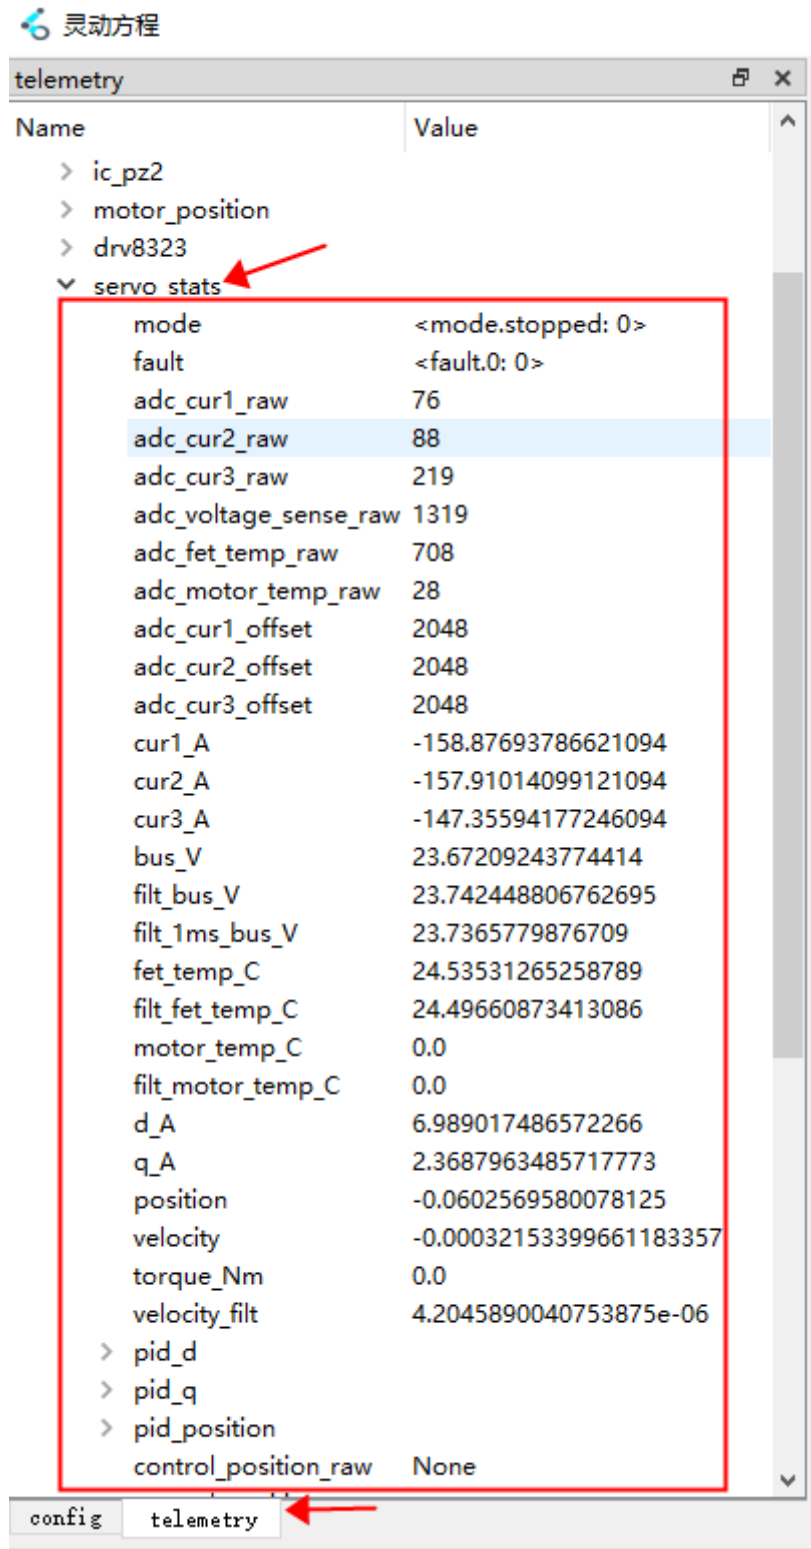 灵动方程
telemetry
Name Value
ic_pz2
motor_position
drv8323
servo_stats
mode <mode.stopped: 0>
fault <fault.0: 0>
adc_cur1_raw 76
adc_cur2_raw 88
adc_cur3_raw 219
adc_voltage_sense_raw 1319
adc_fet_temp_raw 708
adc_motor_temp_raw 28
adc_cur1_offset 2048
adc_cur2_offset 2048
adc_cur3_offset 2048
cur1_A -158.87693786621094
cur2_A -157.91014099121094
cur3_A -147.35594177246094
bus_V 23.67209243774414
filt_bus_V 23.742448806762695
filt_1ms_bus_V 23.7365779876709
fet_temp_C 24.53531265258789
filt_fet_temp_C 24.49660873413086
motor_temp_C 0.0
filt_motor_temp_C 0.0
d_A 6.989017486572266
q_A 2.3687963485717773
position -0.0602569580078125
velocity -0.00032153399661183357
torque_Nm 0.0
velocity_filt 4.2045890040753875e-06
pid_d
pid_q
pid_position
control_position_raw None
config telemetry